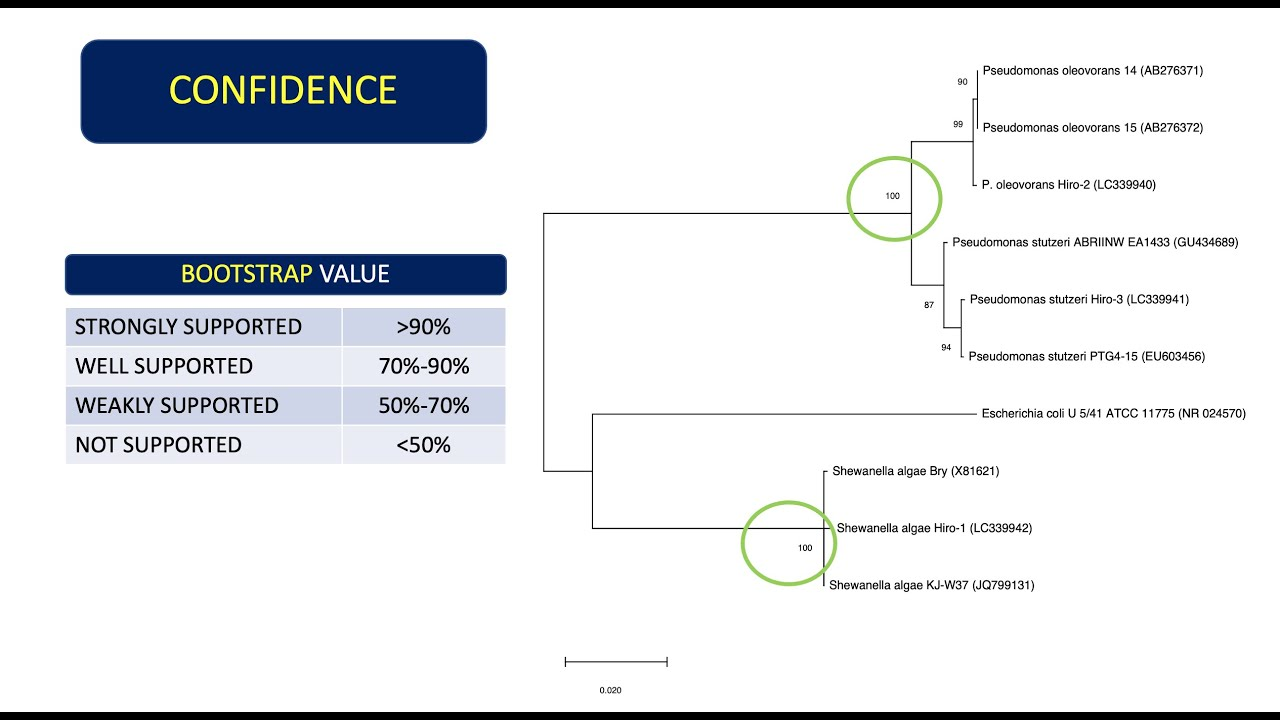 CONFIDENCE
BOOTSTRAP VALUE
STRONGLY SUPPORTED >90%
WELL SUPPORTED 70%-90%
WEAKLY SUPPORTED 50%-70%
NOT SUPPORTED <50%
Pseudomonas oleovorans 14 (AB276371)
90
99
Pseudomonas oleovorans 15 (AB276372)
P. oleovorans Hiro-2 (LC339940)
100
Pseudomonas stutzeri ABRIINW EA1433 (GU434689)
87
Pseudomonas stutzeri Hiro-3 (LC339941)
94
Pseudomonas stutzeri PTG4-15 (EU603456)
Escherichia coli U 5/41 ATCC 11775 (NR 024570)
Shewanella algae Bry (X81621)
Shewanella algae Hiro-1 (LC339942)
100
Shewanella algae KJ-W37 (JQ799131)
0.020